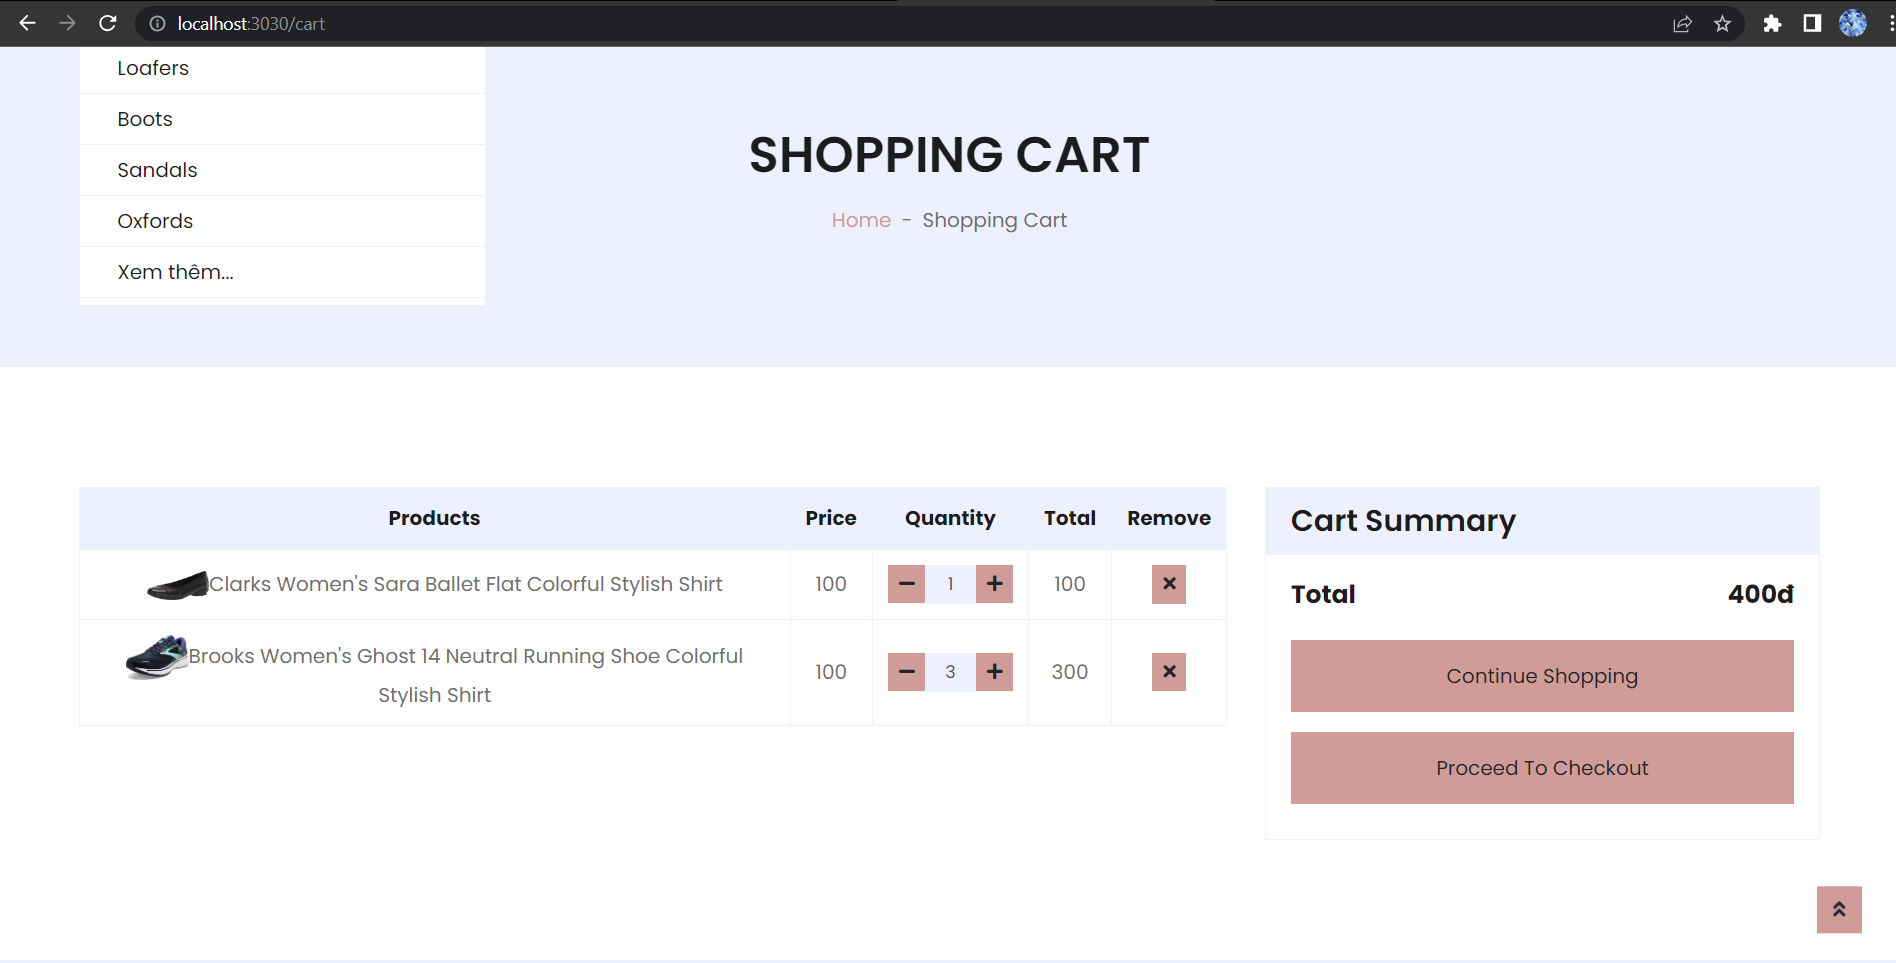 localhost:3030/cart
Loafers
Boots
Sandals
Oxfords
Xem thêm...
SHOPPING CART
Home - Shopping Cart
Products Price Quantity Total Remove
Clarks Women's Sara Ballet Flat Colorful Stylish Shirt 100 1 100
Brooks Women's Ghost 14 Neutral Running Shoe Colorful
Stylish Shirt 100 3 300
Cart Summary
Total 400đ
Continue Shopping
Proceed To Checkout